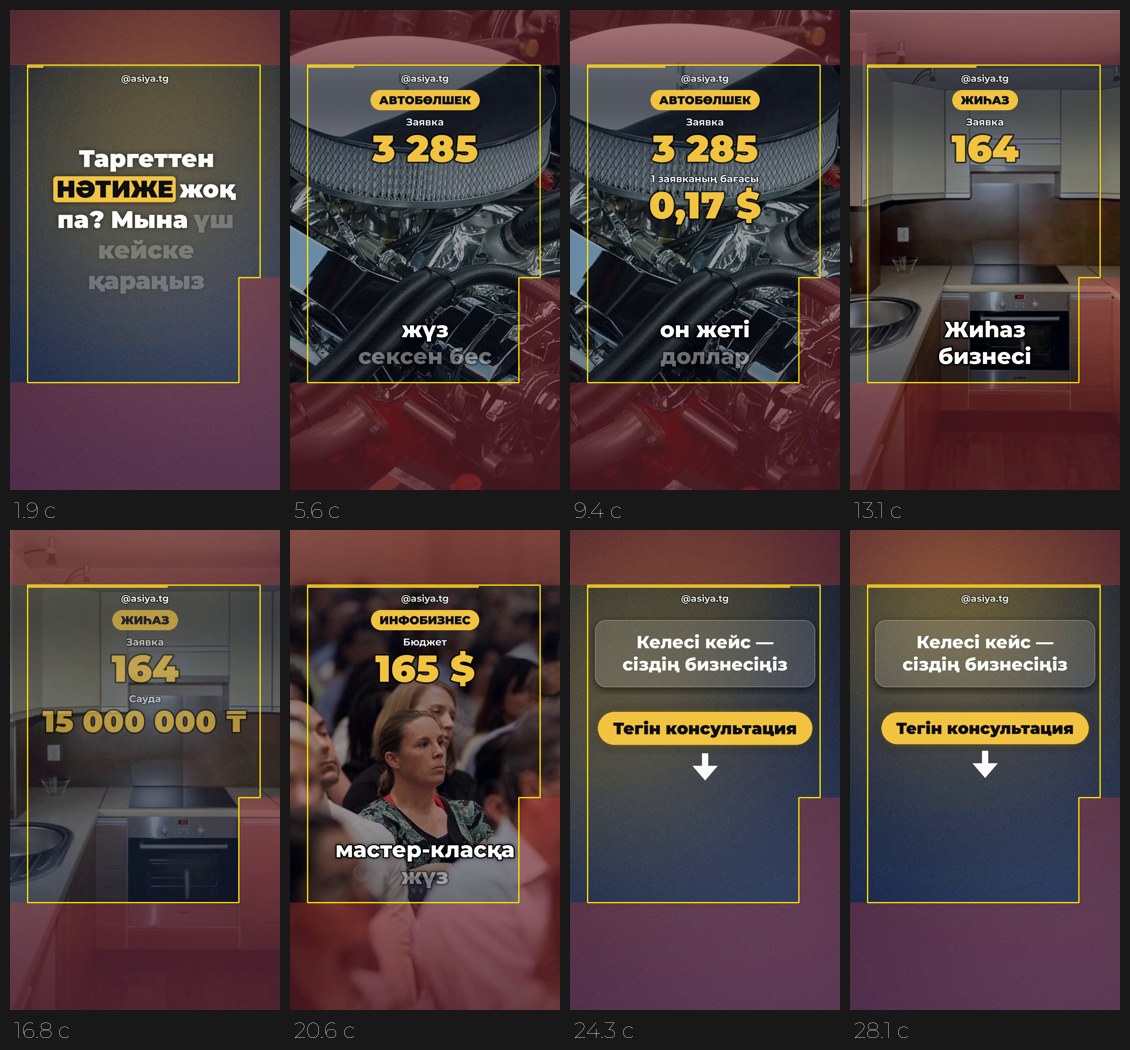 @asiya.tg
Таргеттен
НӘТИЖЕ жоқ
па? Мына үш
кейске
қараңыз
1.9 с
@asiya.tg
АВТОБӨЛШЕК
Заявка
3 285
жүз
сексен бес
5.6 с
@asiya.tg
АВТОБӨЛШЕК
Заявка
3 285
1 заявканың бағасы
0,17 $
он жеті
доллар
9.4 с
@asiya.tg
ЖИҺАЗ
Заявка
164
Жиһаз
бизнесі
13.1 с
@asiya.tg
ЖИҺАЗ
Заявка
164
Сауда
15 000 000 ₸
16.8 с
@asiya.tg
ИНФОБИЗНЕС
Бюджет
165 $
мастер-класқа
жүз
20.6 с
@asiya.tg
Келесі кейс —
сіздің бизнесіңіз
Тегін консультация
24.3 с
@asiya.tg
Келесі кейс —
сіздің бизнесіңіз
Тегін консультация
28.1 с